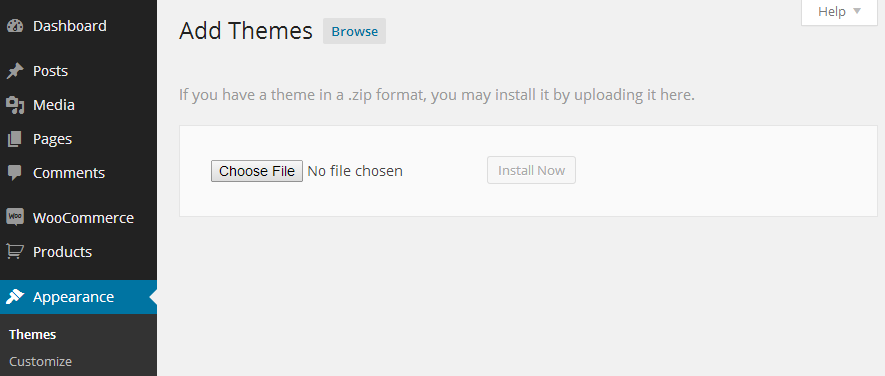 Dashboard
Posts
Media
Pages
Comments
WOO WooCommerce
Products
Appearance
Themes
Customize
Help
Add Themes Browse
If you have a theme in a .zip format, you may install it by uploading it here.
Choose File No file chosen Install Now